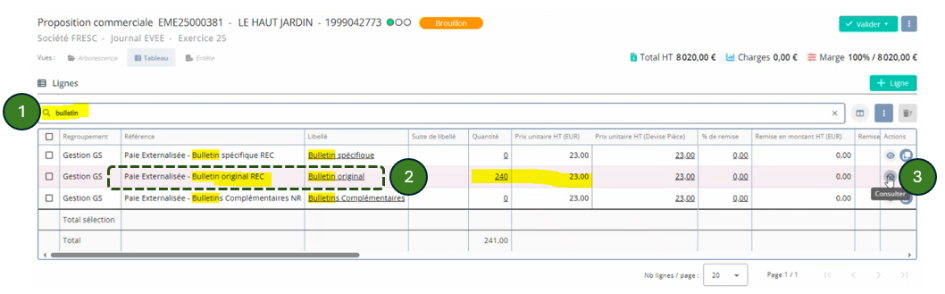 Proposition commerciale EME25000381 - LE HAUT JARDIN - 1999042773 Brouillon Valider
Société FRESC - Journal EVEE - Exercice 25
Vues : Arborescence Tableau Entête Total HT 8020,00 € Charges 0,00 € Marge 100% / 8020,00 €
Lignes + Ligne
1 bulletin ×
Regroupement Référence Libellé Suite de libellé Quantité Prix unitaire HT (EUR) Prix unitaire HT (Devise Pièce) % de remise Remise en montant HT (EUR) Remise Actions
Gestion GS Paie Externalisée - Bulletin spécifique REC Bulletin spécifique 0 23.00 23.00 0.00 0.00
Gestion GS Paie Externalisée - Bulletin original REC Bulletin original 2 240 23.00 23.00 0.00 0.00 3
Consulter
Gestion GS Paie Externalisée - Bulletins Complémentaires NR Bulletins Complémentaires 0 23.00 23.00 0.00 0.00
Total sélection
Total 241.00
Nb lignes / page : 20 Page 1 / 1